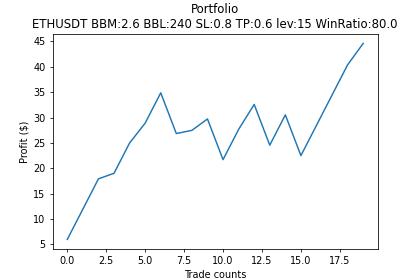 Portfolio
ETHUSDT BBM:2.6 BBL:240 SL:0.8 TP:0.6 lev:15 WinRatio:80.0
45
40
35
30
25
20
15
10
5
Profit ($)
0.0 2.5 5.0 7.5 10.0 12.5 15.0 17.5
Trade counts